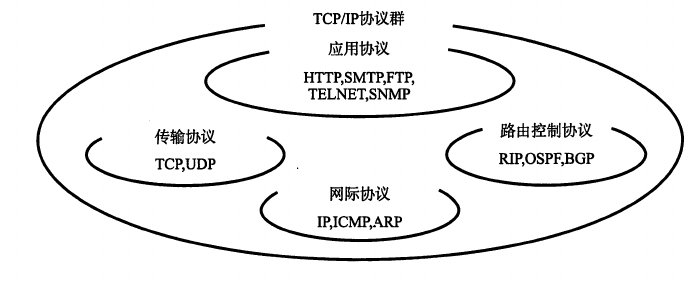 TCP/IP协议群
应用协议
HTTP,SMTP,FTP,
TELNET,SNMP
传输协议
TCP,UDP
路由控制协议
RIP,OSPF,BGP
网际协议
IP,ICMP,ARP